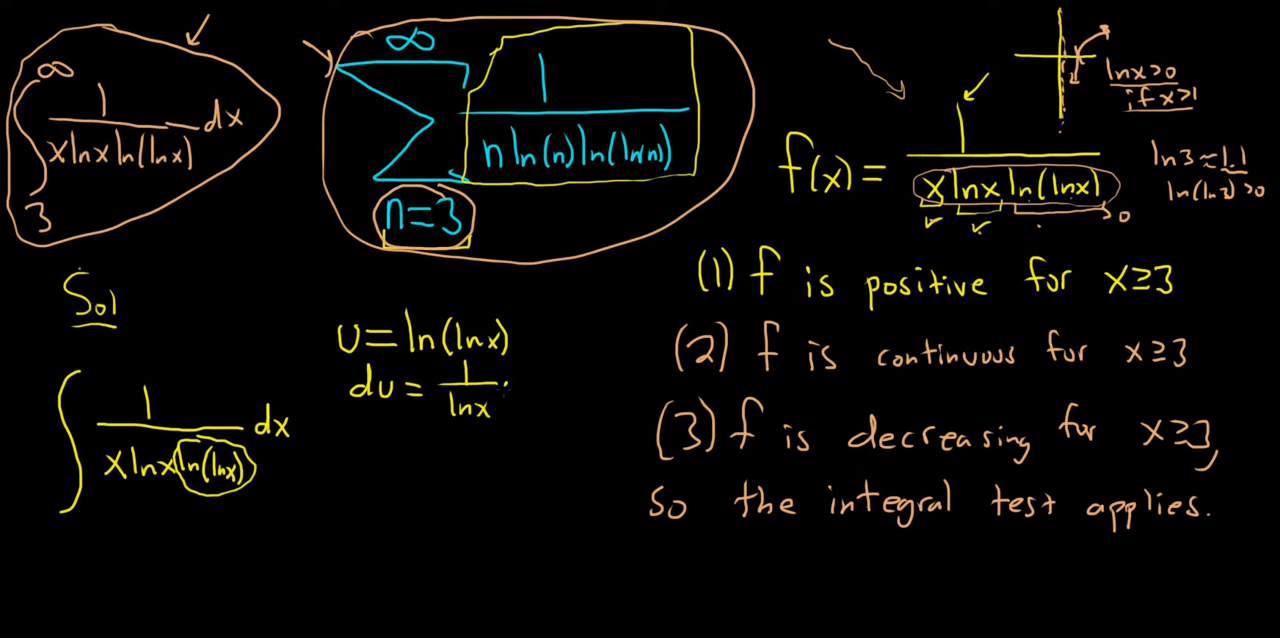 ∫_3^∞ 1/(x ln x ln(ln x)) dx
∑_{n=3}^∞ 1/(n ln(n) ln(ln(n)))
f(x) = 1/(x ln x ln(ln x))
>0
ln x > 0
if x > 1
ln 3 ≈ 1.1
ln(ln 3) > 0
(1) f is positive for x ≥ 3
(2) f is continuous for x ≥ 3
(3) f is decreasing for x ≥ 3,
so the integral test applies.
Sol
∫ 1/(x ln x ln(ln x)) dx
u = ln(ln x)
du = 1/(ln x) ·